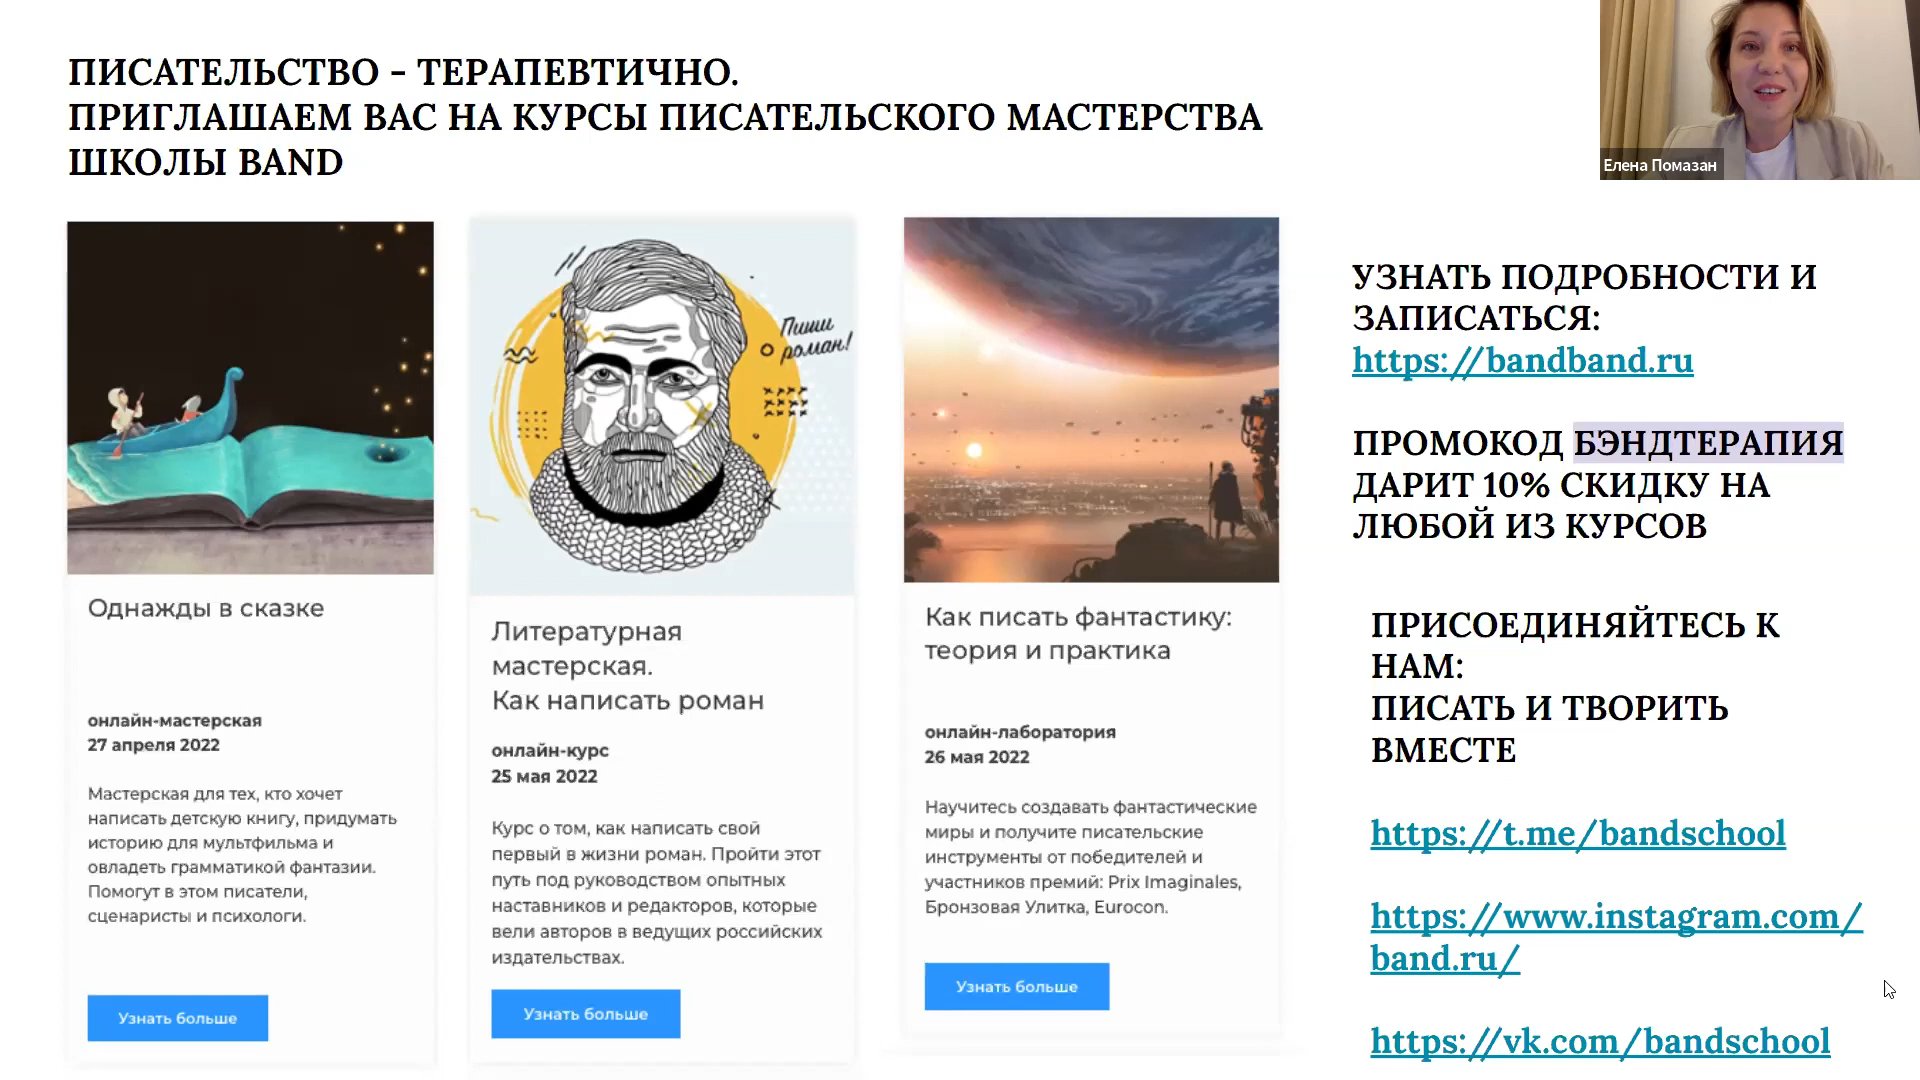 ПИСАТЕЛЬСТВО - ТЕРАПЕВТИЧНО.
ПРИГЛАШАЕМ ВАС НА КУРСЫ ПИСАТЕЛЬСКОГО МАСТЕРСТВА
ШКОЛЫ BAND
Елена Помазан
Однажды в сказке
онлайн-мастерская
27 апреля 2022
Мастерская для тех, кто хочет
написать детскую книгу, придумать
историю для мультфильма и
овладеть грамматикой фантазии.
Помогут в этом писатели,
сценаристы и психологи.
Узнать больше
Пиши
роман!
Литературная
мастерская.
Как написать роман
онлайн-курс
25 мая 2022
Курс о том, как написать свой
первый в жизни роман. Пройти этот
путь под руководством опытных
наставников и редакторов, которые
вели авторов в ведущих российских
издательствах.
Узнать больше
Как писать фантастику:
теория и практика
онлайн-лаборатория
26 мая 2022
Научитесь создавать фантастические
миры и получите писательские
инструменты от победителей и
участников премий: Prix Imaginales,
Бронзовая Улитка, Eurocon.
Узнать больше
УЗНАТЬ ПОДРОБНОСТИ И
ЗАПИСАТЬСЯ:
https://bandband.ru
ПРОМОКОД БЭНДТЕРАПИЯ
ДАРИТ 10% СКИДКУ НА
ЛЮБОЙ ИЗ КУРСОВ
ПРИСОЕДИНЯЙТЕСЬ К
НАМ:
ПИСАТЬ И ТВОРИТЬ
ВМЕСТЕ
https://t.me/bandschool
https://www.instagram.com/
band.ru/
https://vk.com/bandschool